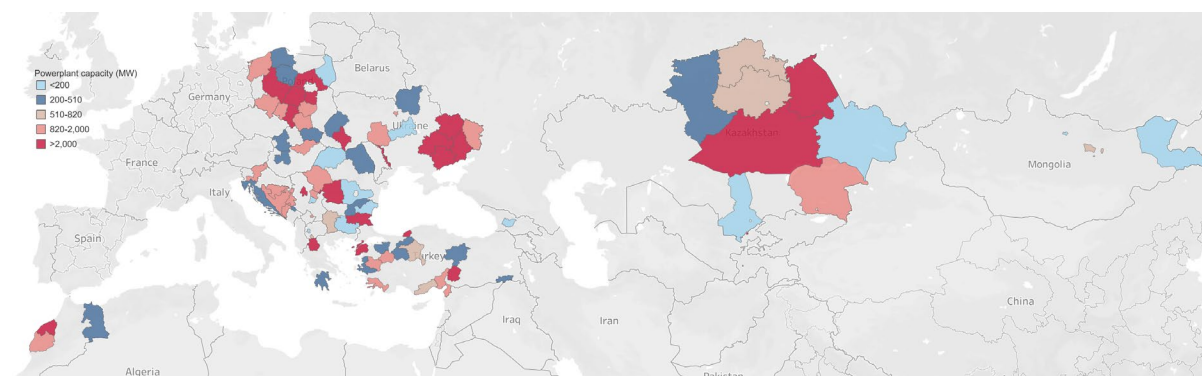 Powerplant capacity (MW)
<200
200-510
510-820
820-2,000
>2,000
Belarus
Germany
Ukraine
France
Italy
Spain
Turkey
Kazakhstan
Mongolia
China
Iraq
Iran
Algeria
Pakistan